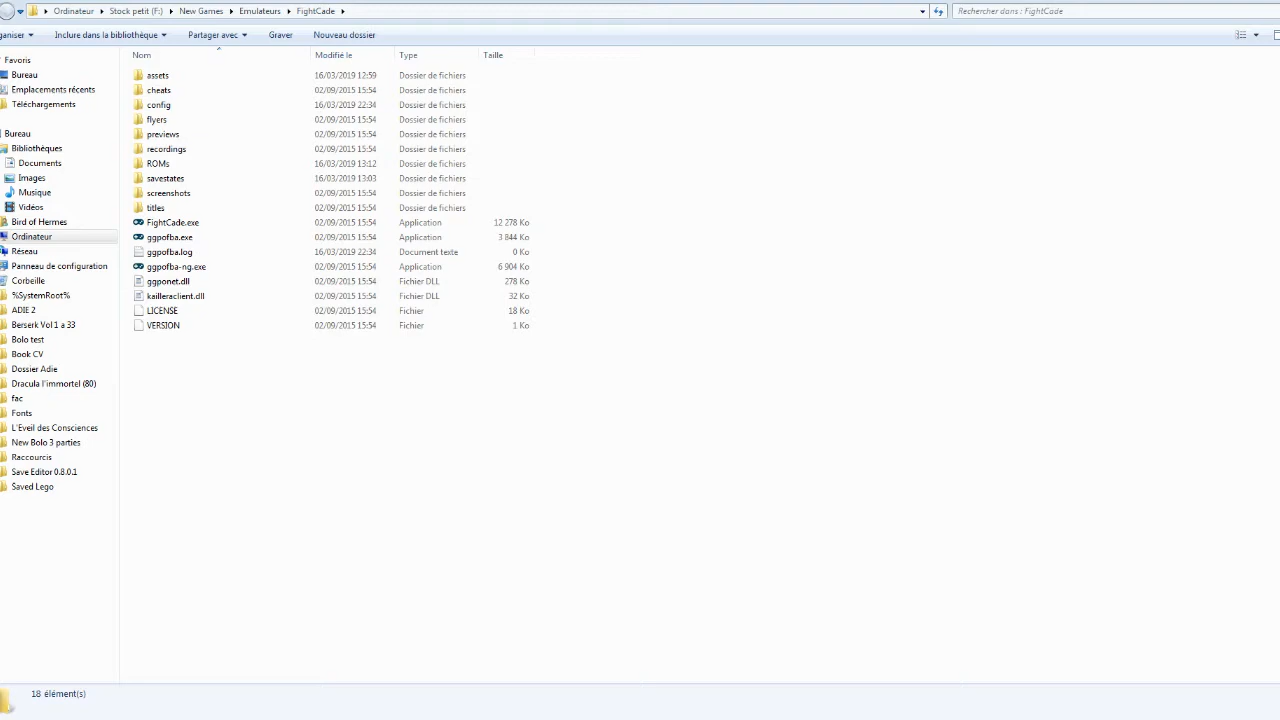 Ordinateur Stock petit (F:) New Games Emulateurs FightCade Rechercher dans : FightCade
ganiser Inclure dans la bibliothèque Partager avec Graver Nouveau dossier
Nom Modifié le Type Taille
Favoris
Bureau
Emplacements récents
Téléchargements
Bureau
Bibliothèques
Documents
Images
Musique
Vidéos
Bird of Hermes
Ordinateur
Réseau
Panneau de configuration
Corbeille
%SystemRoot%
ADIE 2
Berserk Vol 1 a 33
Bolo test
Book CV
Dossier Adie
Dracula l'immortel (80)
fac
Fonts
L'Eveil des Consciences
New Bolo 3 parties
Raccourcis
Save Editor 0.8.0.1
Saved Lego
assets 16/03/2019 12:59 Dossier de fichiers
cheats 02/09/2015 15:54 Dossier de fichiers
config 16/03/2019 22:34 Dossier de fichiers
flyers 02/09/2015 15:54 Dossier de fichiers
previews 02/09/2015 15:54 Dossier de fichiers
recordings 02/09/2015 15:54 Dossier de fichiers
ROMs 16/03/2019 13:12 Dossier de fichiers
savestates 16/03/2019 13:03 Dossier de fichiers
screenshots 02/09/2015 15:54 Dossier de fichiers
titles 02/09/2015 15:54 Dossier de fichiers
FightCade.exe 02/09/2015 15:54 Application 12 278 Ko
ggpofba.exe 02/09/2015 15:54 Application 3 844 Ko
ggpofba.log 16/03/2019 22:34 Document texte 0 Ko
ggpofba-ng.exe 02/09/2015 15:54 Application 6 904 Ko
ggponet.dll 02/09/2015 15:54 Fichier DLL 278 Ko
kailleraclient.dll 02/09/2015 15:54 Fichier DLL 32 Ko
LICENSE 02/09/2015 15:54 Fichier 18 Ko
VERSION 02/09/2015 15:54 Fichier 1 Ko
18 élément(s)